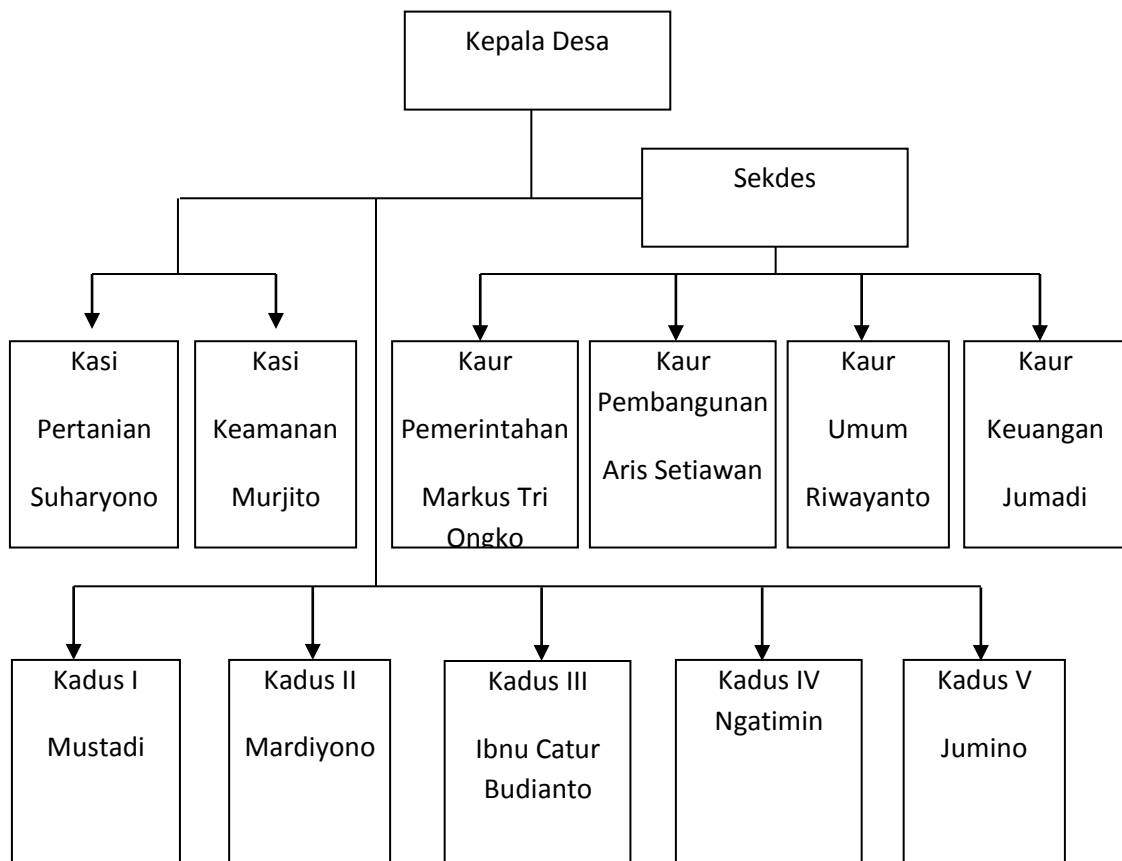 Kepala Desa
Sekdes
Kasi
Pertanian
Suharyono
Kasi
Keamanan
Murjito
Kaur
Pemerintahan
Markus Tri
Ongko
Kaur
Pembangunan
Aris Setiawan
Kaur
Umum
Riwayanto
Kaur
Keuangan
Jumadi
Kadus I
Mustadi
Kadus II
Mardiyono
Kadus III
Ibnu Catur
Budianto
Kadus IV
Ngatimin
Kadus V
Jumino